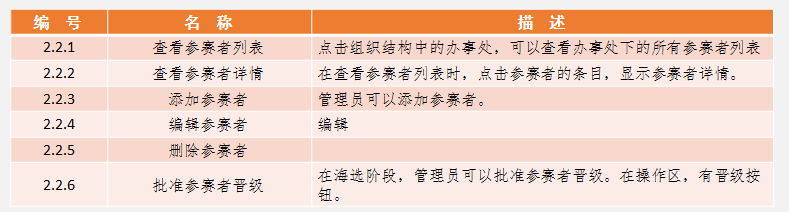 编 号 名 称 描 述
2.2.1 查看参赛者列表 点击组织结构中的办事处，可以查看办事处下的所有参赛者列表
2.2.2 查看参赛者详情 在查看参赛者列表时，点击参赛者的条目，显示参赛者详情。
2.2.3 添加参赛者 管理员可以添加参赛者。
2.2.4 编辑参赛者 编辑
2.2.5 删除参赛者
2.2.6 批准参赛者晋级 在海选阶段，管理员可以批准参赛者晋级。在操作区，有晋级按
钮。